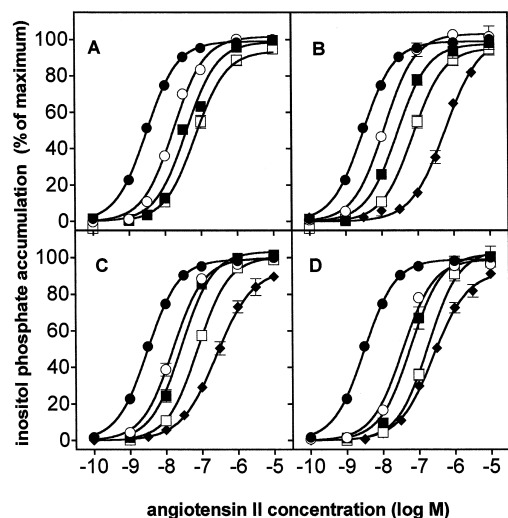 inositol phosphate accumulation (% of maximum)
A
B
100
80
60
40
20
0
C
D
100
80
60
40
20
0
-10 -9 -8 -7 -6 -5 -10 -9 -8 -7 -6 -5
angiotensin II concentration (log M)